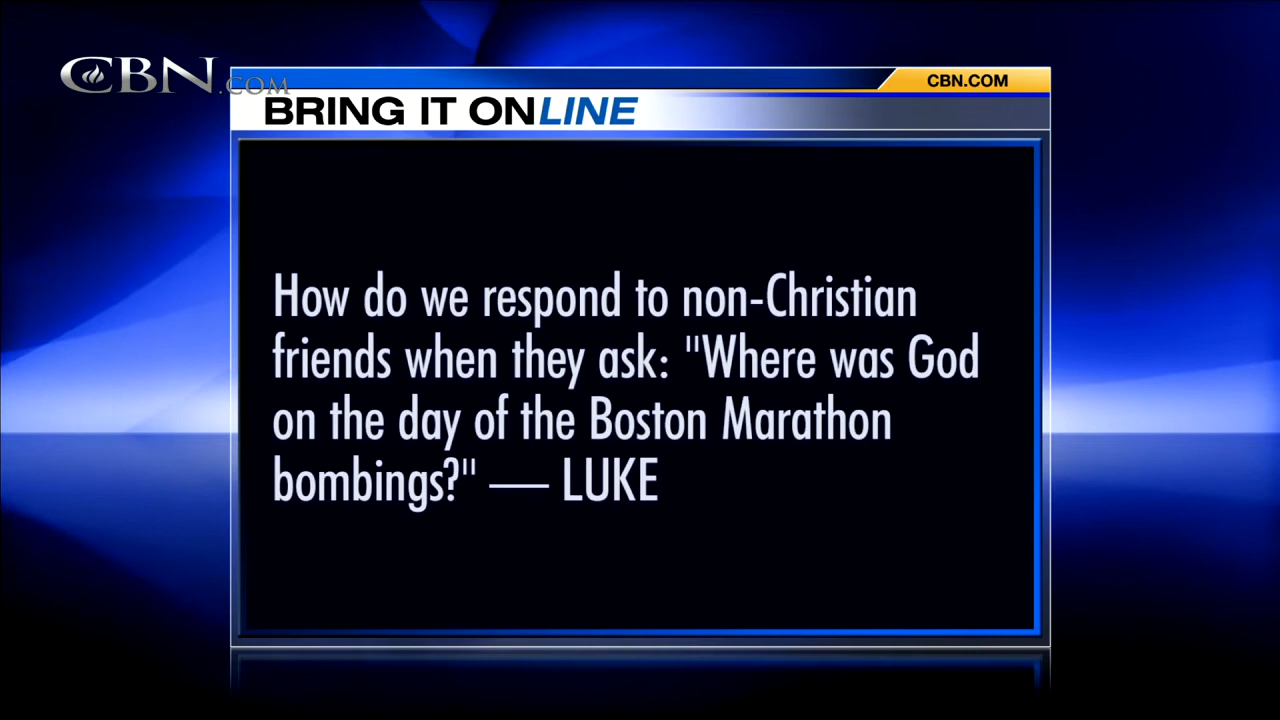 CBN.COM
CBN.COM
BRING IT ONLINE
How do we respond to non-Christian
friends when they ask: "Where was God
on the day of the Boston Marathon
bombings?" — LUKE